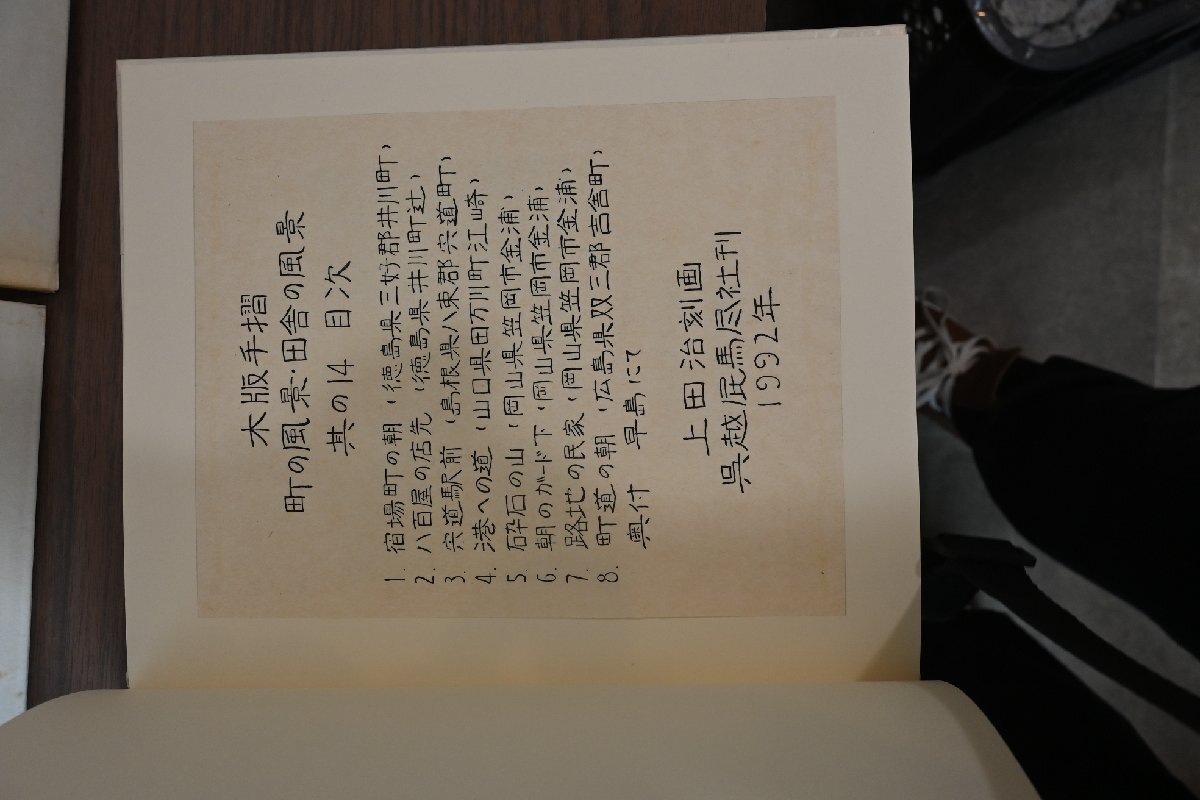 木版手摺
町の風景・田舎の風景
其の14 目次
1. 宿場町の朝 (徳島県三好郡井川町)
2. 八百屋の店先 (徳島県井川町辻)
3. 宍道駅前 (島根県八束郡宍道町)
4. 港への道 (山口県田万川町江崎)
5. 砕石の山 (岡山県笠岡市金浦)
6. 朝のガード下 (岡山県笠岡市金浦)
7. 路地の民家 (岡山県笠岡市金浦)
8. 町道の朝 (広島県双三郡吉舎町)
奥付 早島にて
上田治刻画
呉越庇馬尽社刊
1992年